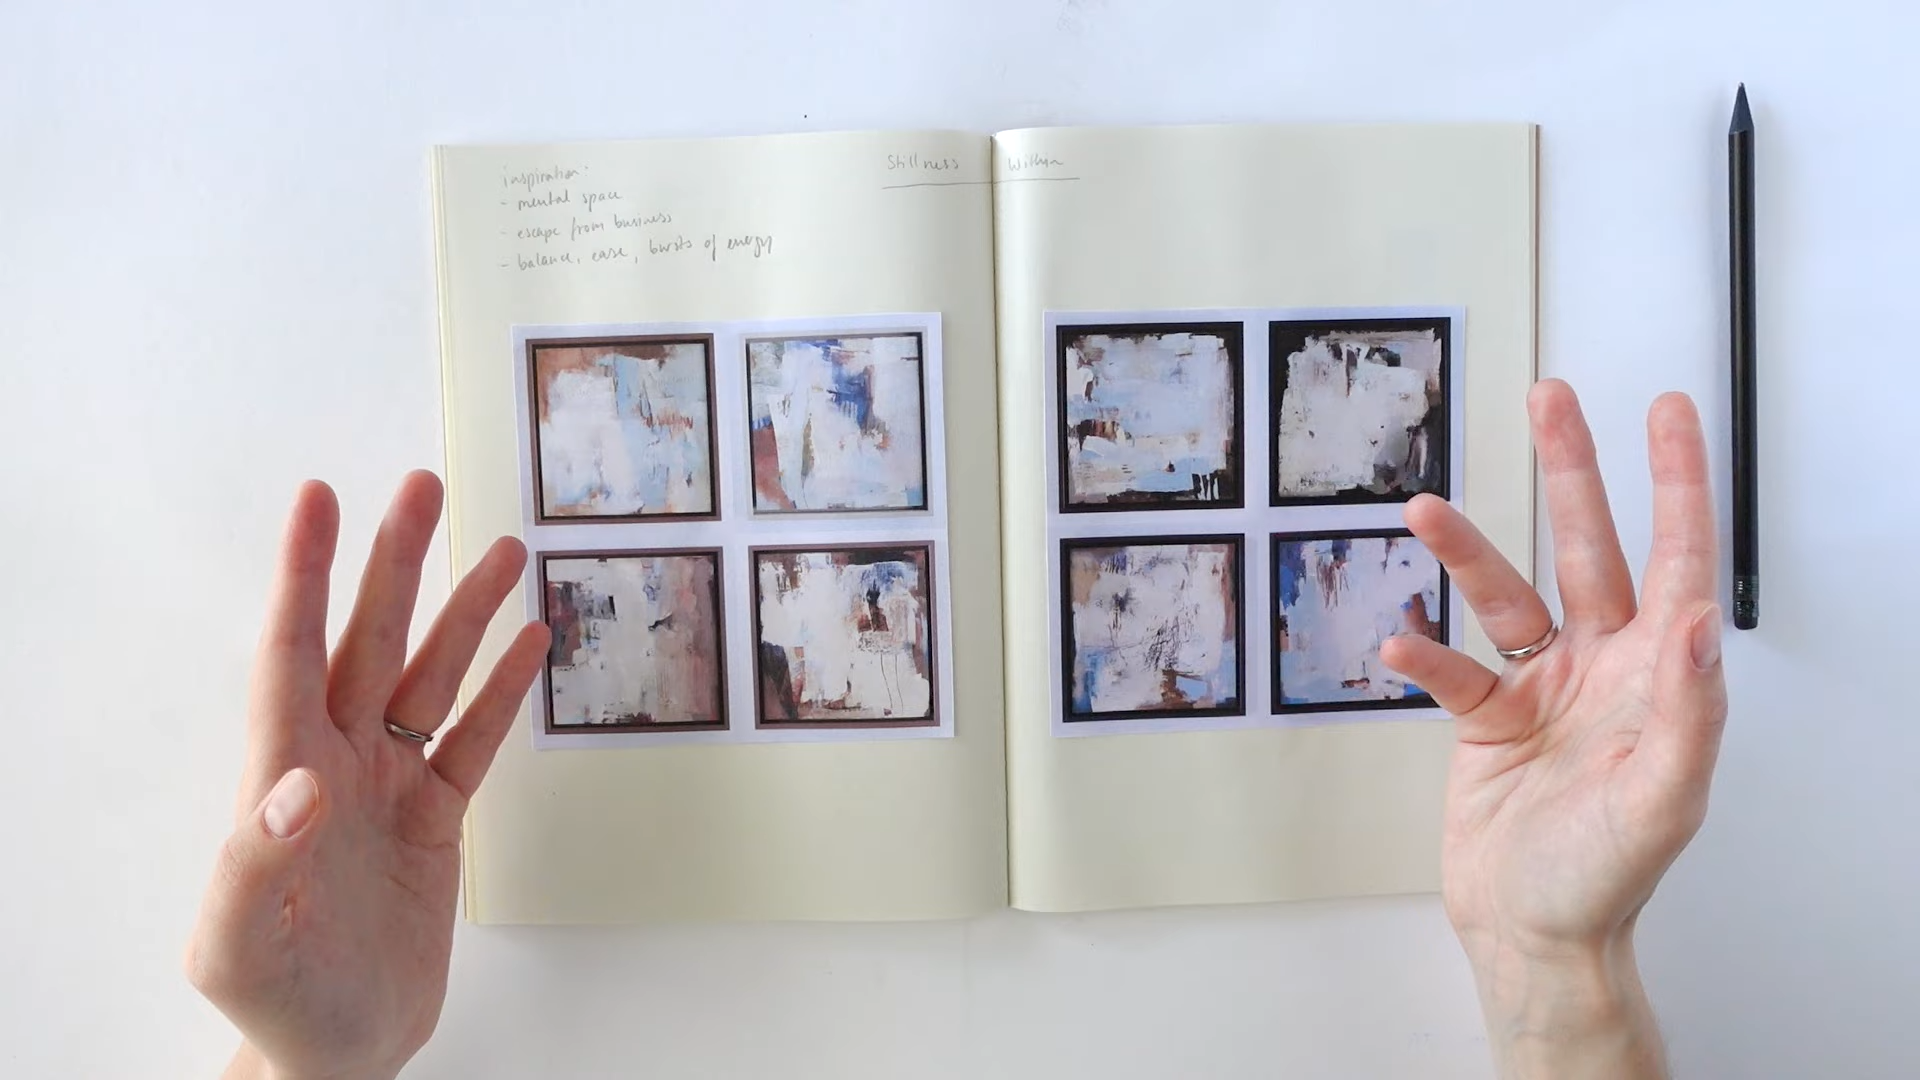 Stillness Within
inspiration:
- mental space
- escape from business
- balance, ease, bursts of energy